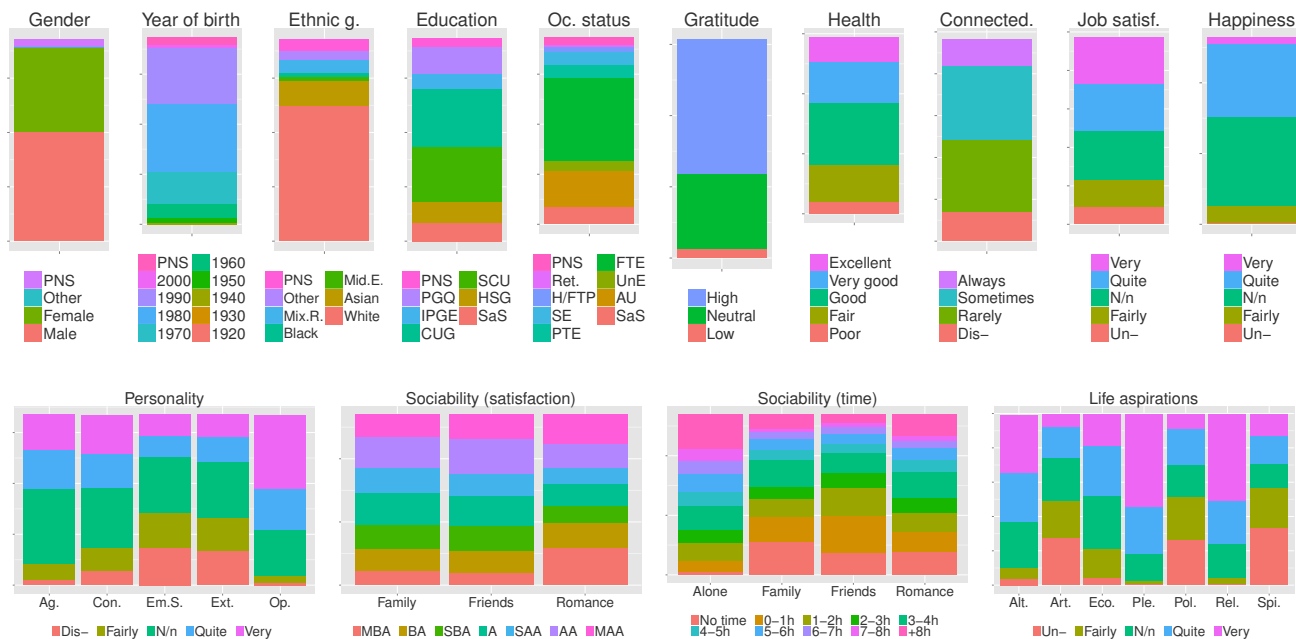 Gender Year of birth Ethnic g. Education Oc. status Gratitude Health Connected. Job satisf. Happiness
PNS
Other
Female
Male
PNS 1960
2000 1950
1990 1940
1980 1930
1970 1920
PNS Mid.E.
Other Asian
Mix.R. White
Black
PNS SCU
PGQ HSG
IPGE SaS
CUG
PNS FTE
Ret. UnE
H/FTP AU
SE SaS
PTE
High
Neutral
Low
Excellent
Very good
Good
Fair
Poor
Always
Sometimes
Rarely
Dis–
Very
Quite
N/n
Fairly
Un–
Very
Quite
N/n
Fairly
Un–
Personality Sociability (satisfaction) Sociability (time) Life aspirations
Ag. Con. Em.S. Ext. Op.
Dis– Fairly N/n Quite Very
Family Friends Romance
MBA BA SBA A SAA AA MAA
Alone Family Friends Romance
No time 0–1h 1–2h 2–3h 3–4h
4–5h 5–6h 6–7h 7–8h +8h
Alt. Art. Eco. Ple. Pol. Rel. Spi.
Un– Fairly N/n Quite Very